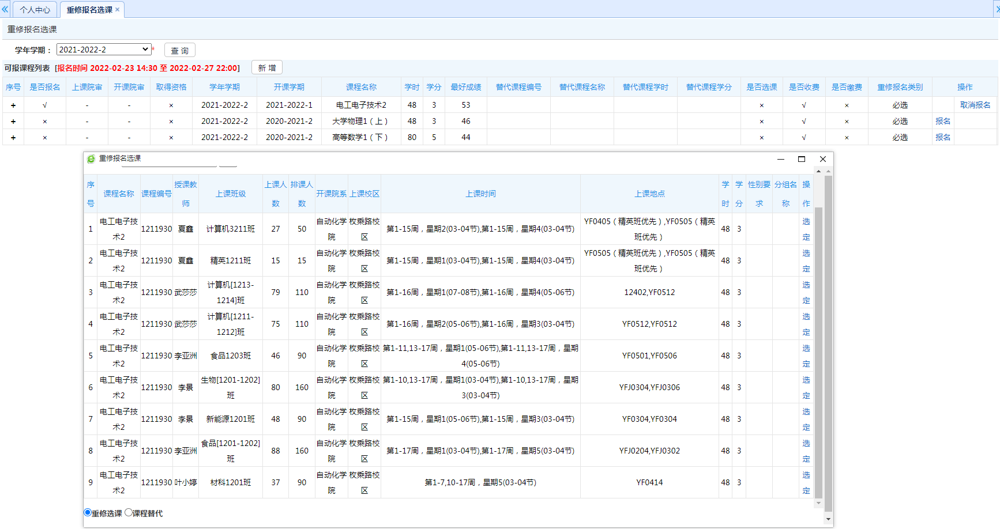 个人中心 重修报名选课 ×
重修报名选课
学年学期： 2021-2022-2 * 查 询
可报课程列表 [报名时间 2022-02-23 14:30 至 2022-02-27 22:00] 新 增
序号 是否报名 上课院审 开课院审 取得资格 学年学期 开课学期 课程名称 学时 学分 最好成绩 替代课程编号 替代课程名称 替代课程学时 替代课程学分 是否选课 是否收费 是否缴费 重修报名类别 操作
+ √ - - × 2021-2022-2 2021-2022-1 电工电子技术2 48 3 53 × √ × 必选 取消报名
+ × - - × 2021-2022-2 2020-2021-2 大学物理1（上） 48 3 46 × √ × 必选 报名
+ × - - × 2021-2022-2 2020-2021-2 高等数学1（下） 80 5 44 × √ × 必选 报名
重修报名选课
序号 课程名称 课程编号 授课教师 上课班级 上课人数 排课人数 开课院系 上课校区 上课时间 上课地点 学时 学分 性别要求 分组名称 操作
1 电工电子技术2 1211930 夏鑫 计算机3211班 27 50 自动化学院 枚乘路校区 第1-15周，星期2(03-04节),第1-15周，星期4(03-04节) YF0405（精英班优先）,YF0505（精英班优先） 48 3 选定
2 电工电子技术2 1211930 夏鑫 精英1211班 15 15 自动化学院 枚乘路校区 第1-15周，星期1(03-04节),第1-15周，星期4(03-04节) YF0505（精英班优先）,YF0505（精英班优先） 48 3 选定
3 电工电子技术2 1211930 武莎莎 计算机[1213-1214]班 79 110 自动化学院 枚乘路校区 第1-16周，星期1(07-08节),第1-16周，星期4(05-06节) 12402,YF0512 48 3 选定
4 电工电子技术2 1211930 武莎莎 计算机[1211-1212]班 75 110 自动化学院 枚乘路校区 第1-16周，星期2(05-06节),第1-16周，星期3(03-04节) YF0512,YF0512 48 3 选定
5 电工电子技术2 1211930 李亚洲 食品1203班 46 90 自动化学院 枚乘路校区 第1-11,13-17周，星期1(05-06节),第1-11,13-17周，星期4(05-06节) YF0501,YF0506 48 3 选定
6 电工电子技术2 1211930 李景 生物[1201-1202]班 80 160 自动化学院 枚乘路校区 第1-10,13-17周，星期1(03-04节),第1-10,13-17周，星期3(03-04节) YFJ0304,YFJ0306 48 3 选定
7 电工电子技术2 1211930 李景 新能源1201班 48 90 自动化学院 枚乘路校区 第1-15周，星期1(05-06节),第1-15周，星期3(03-04节) YF0304,YF0304 48 3 选定
8 电工电子技术2 1211930 李亚洲 食品[1201-1202]班 88 160 自动化学院 枚乘路校区 第1-17周，星期1(03-04节),第1-17周，星期5(03-04节) YFJ0204,YFJ0302 48 3 选定
9 电工电子技术2 1211930 叶小婷 材料1201班 37 90 自动化学院 枚乘路校区 第1-7,10-17周，星期5(03-04节) YF0414 48 3 选定
重修选课 课程替代